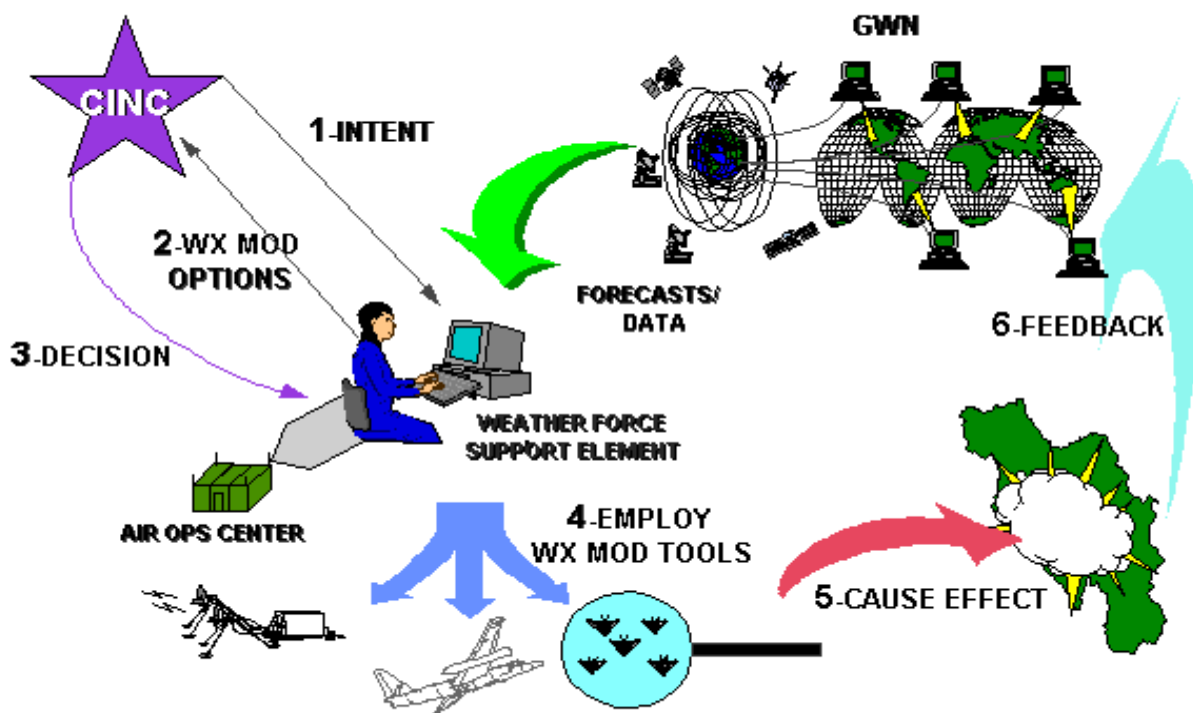 CINC
1-INTENT
2-WX MOD
OPTIONS
3-DECISION
GWN
FORECASTS/
DATA
6-FEEDBACK
WEATHER FORCE
SUPPORT ELEMENT
AIR OPS CENTER
4-EMPLOY
WX MOD TOOLS
5-CAUSE EFFECT